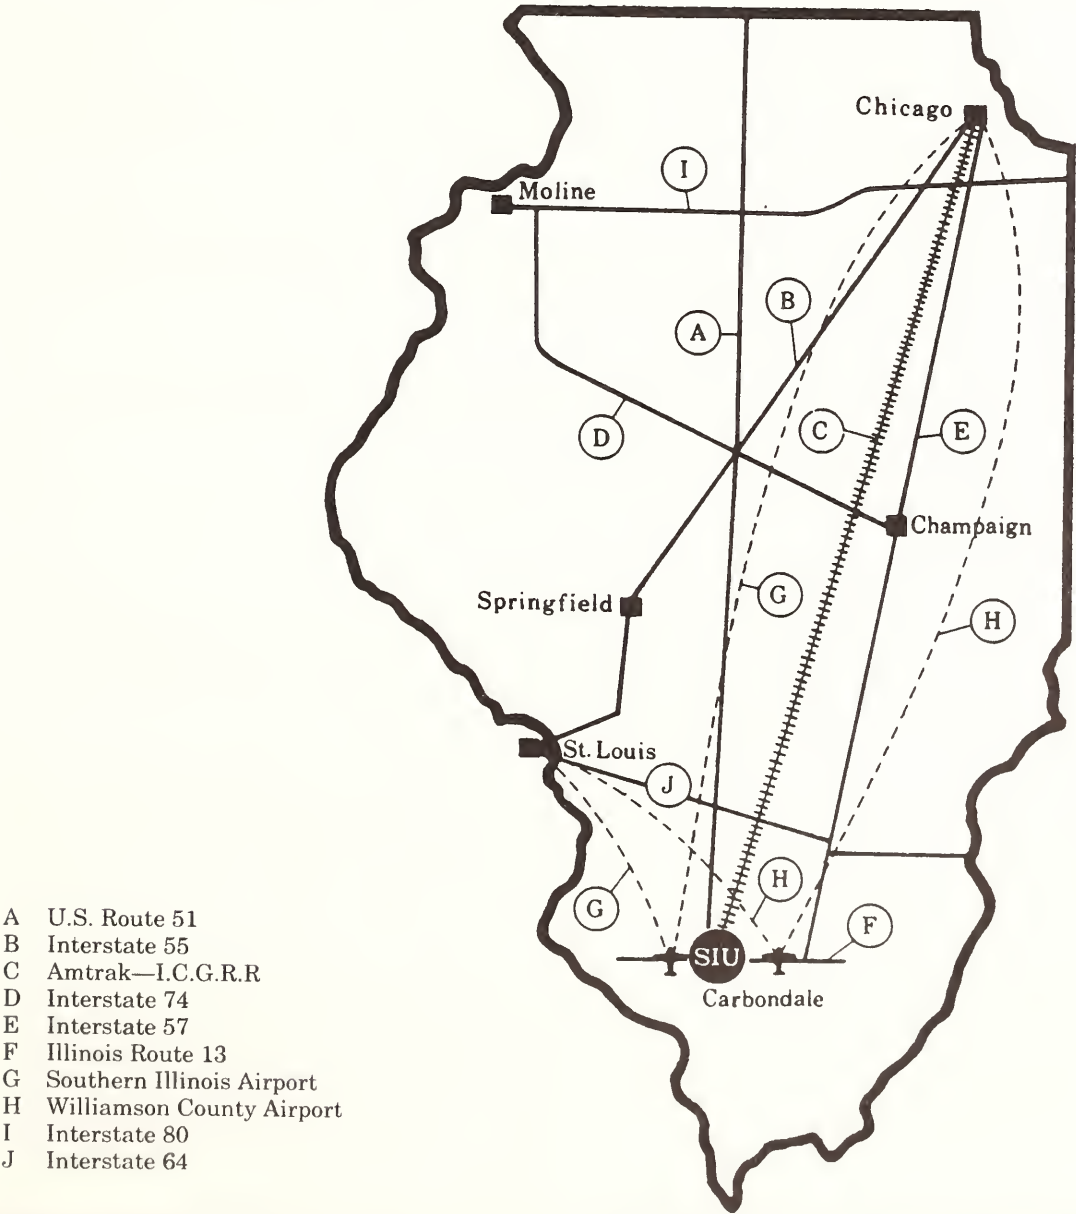 Chicago
I
Moline
B
A
C
E
D
Champaign
G
Springfield
H
St. Louis
J
H
G
F
SIU
Carbondale
A U.S. Route 51
B Interstate 55
C Amtrak—I.C.G.R.R
D Interstate 74
E Interstate 57
F Illinois Route 13
G Southern Illinois Airport
H Williamson County Airport
I Interstate 80
J Interstate 64